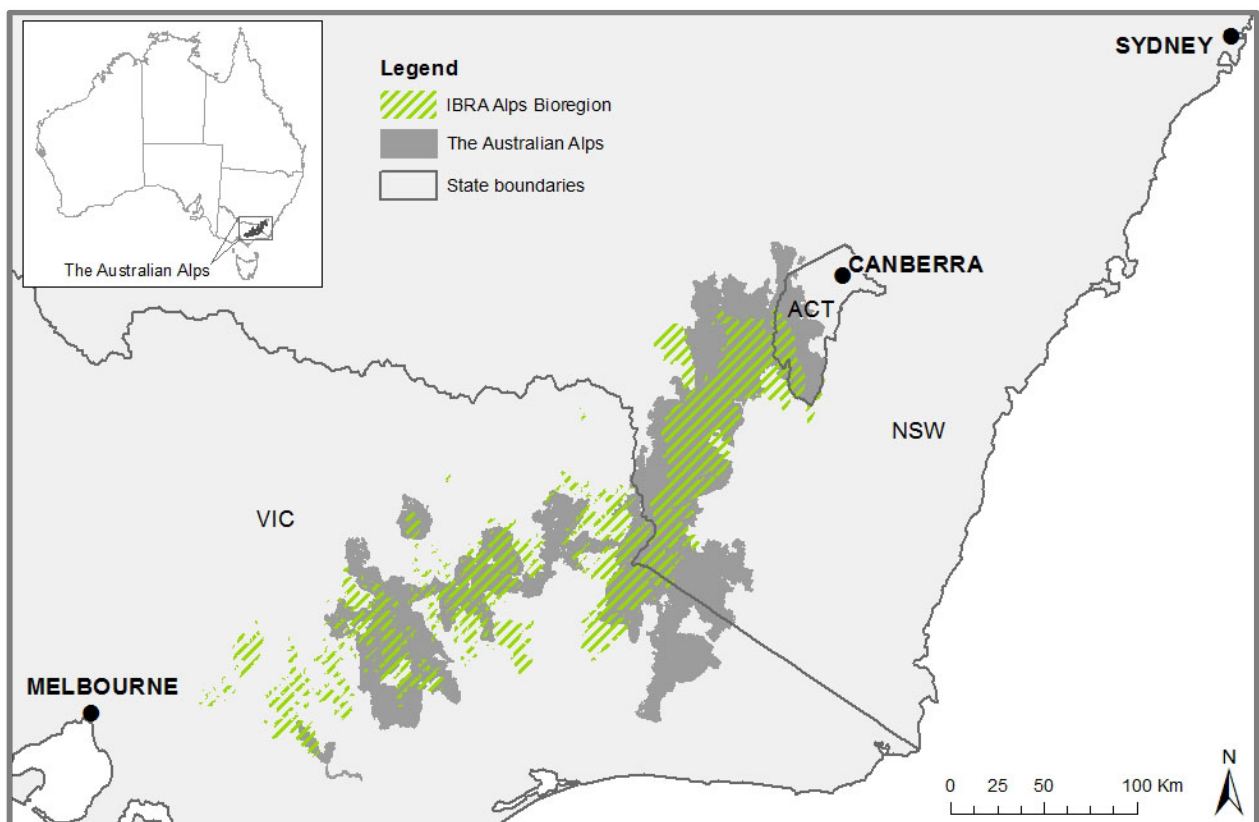 SYDNEY
Legend
IBRA Alps Bioregion
The Australian Alps
State boundaries
The Australian Alps
CANBERRA
ACT
NSW
VIC
MELBOURNE
N
0 25 50 100 Km